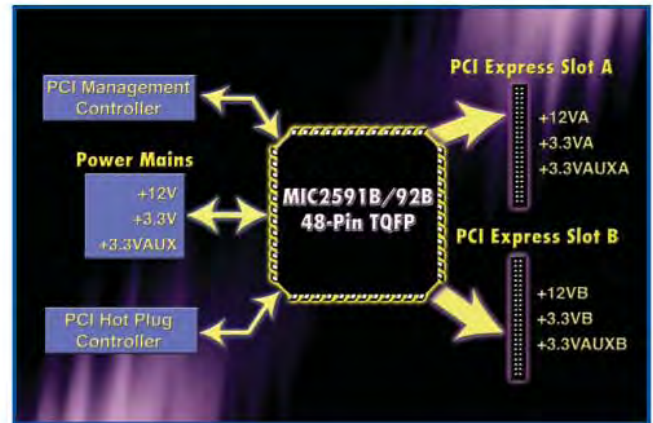 PCI Management
Controller
Power Mains
+12V
+3.3V
+3.3VAUX
PCI Hot Plug
Controller
MIC2591B/92B
48-Pin TQFP
PCI Express Slot A
+12VA
+3.3VA
+3.3VAUXA
PCI Express Slot B
+12VB
+3.3VB
+3.3VAUXB